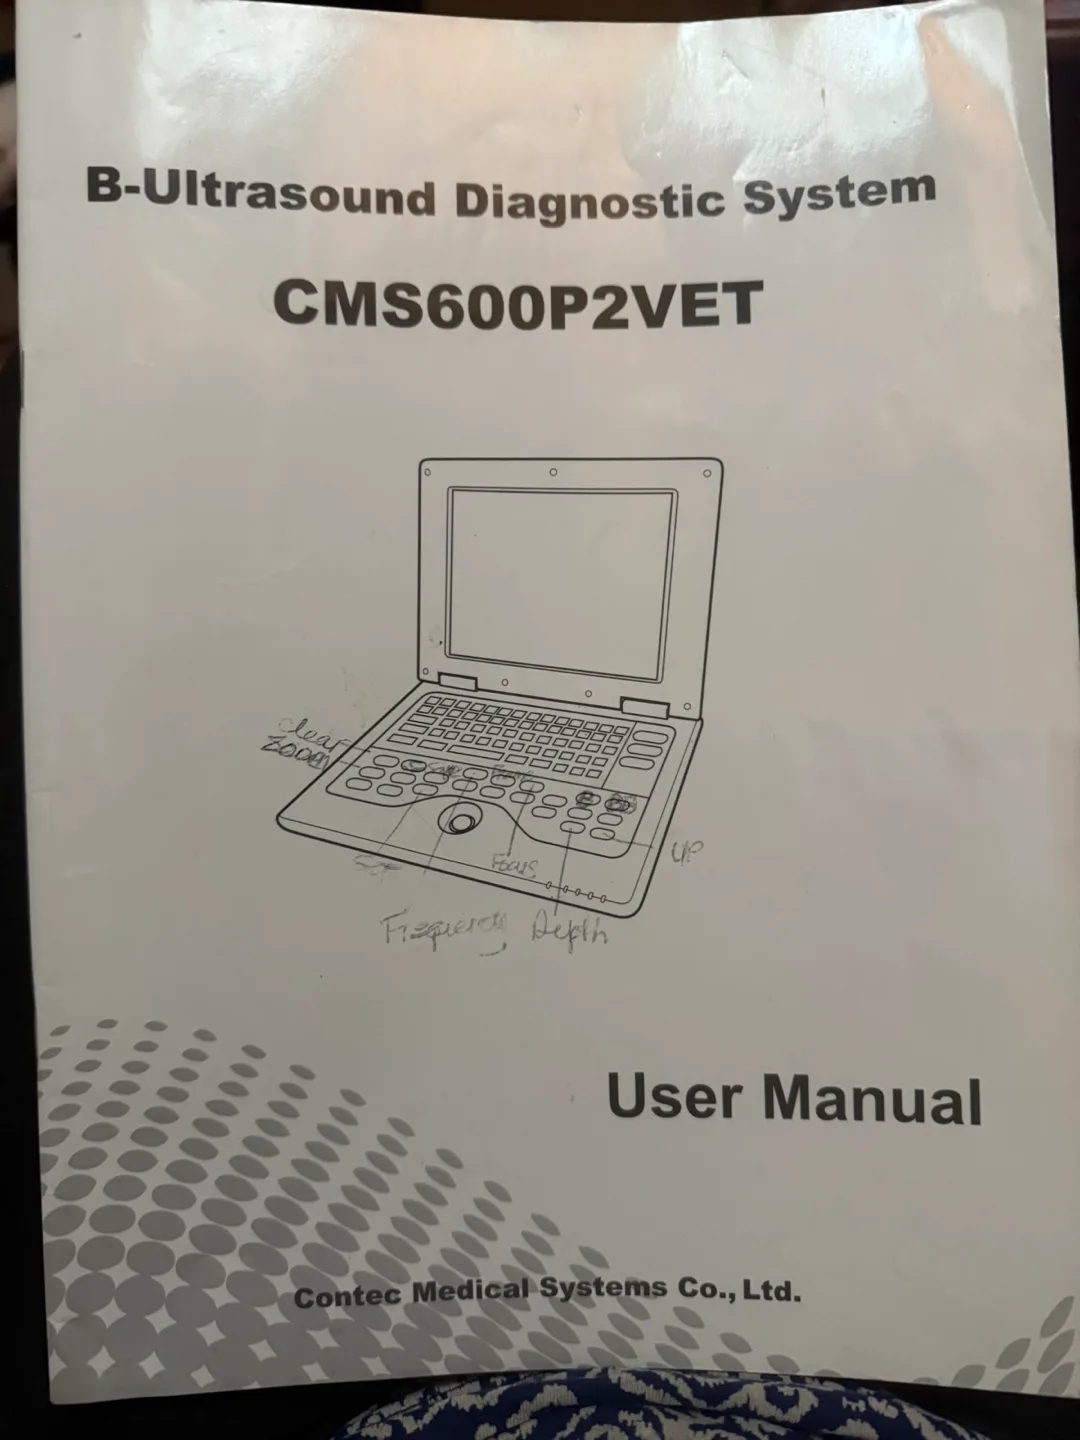 B-Ultrasound Diagnostic System
CMS600P2VET
Clear
Zoom
Focus
UP
Frequency
Depth
User Manual
Contec Medical Systems Co., Ltd.